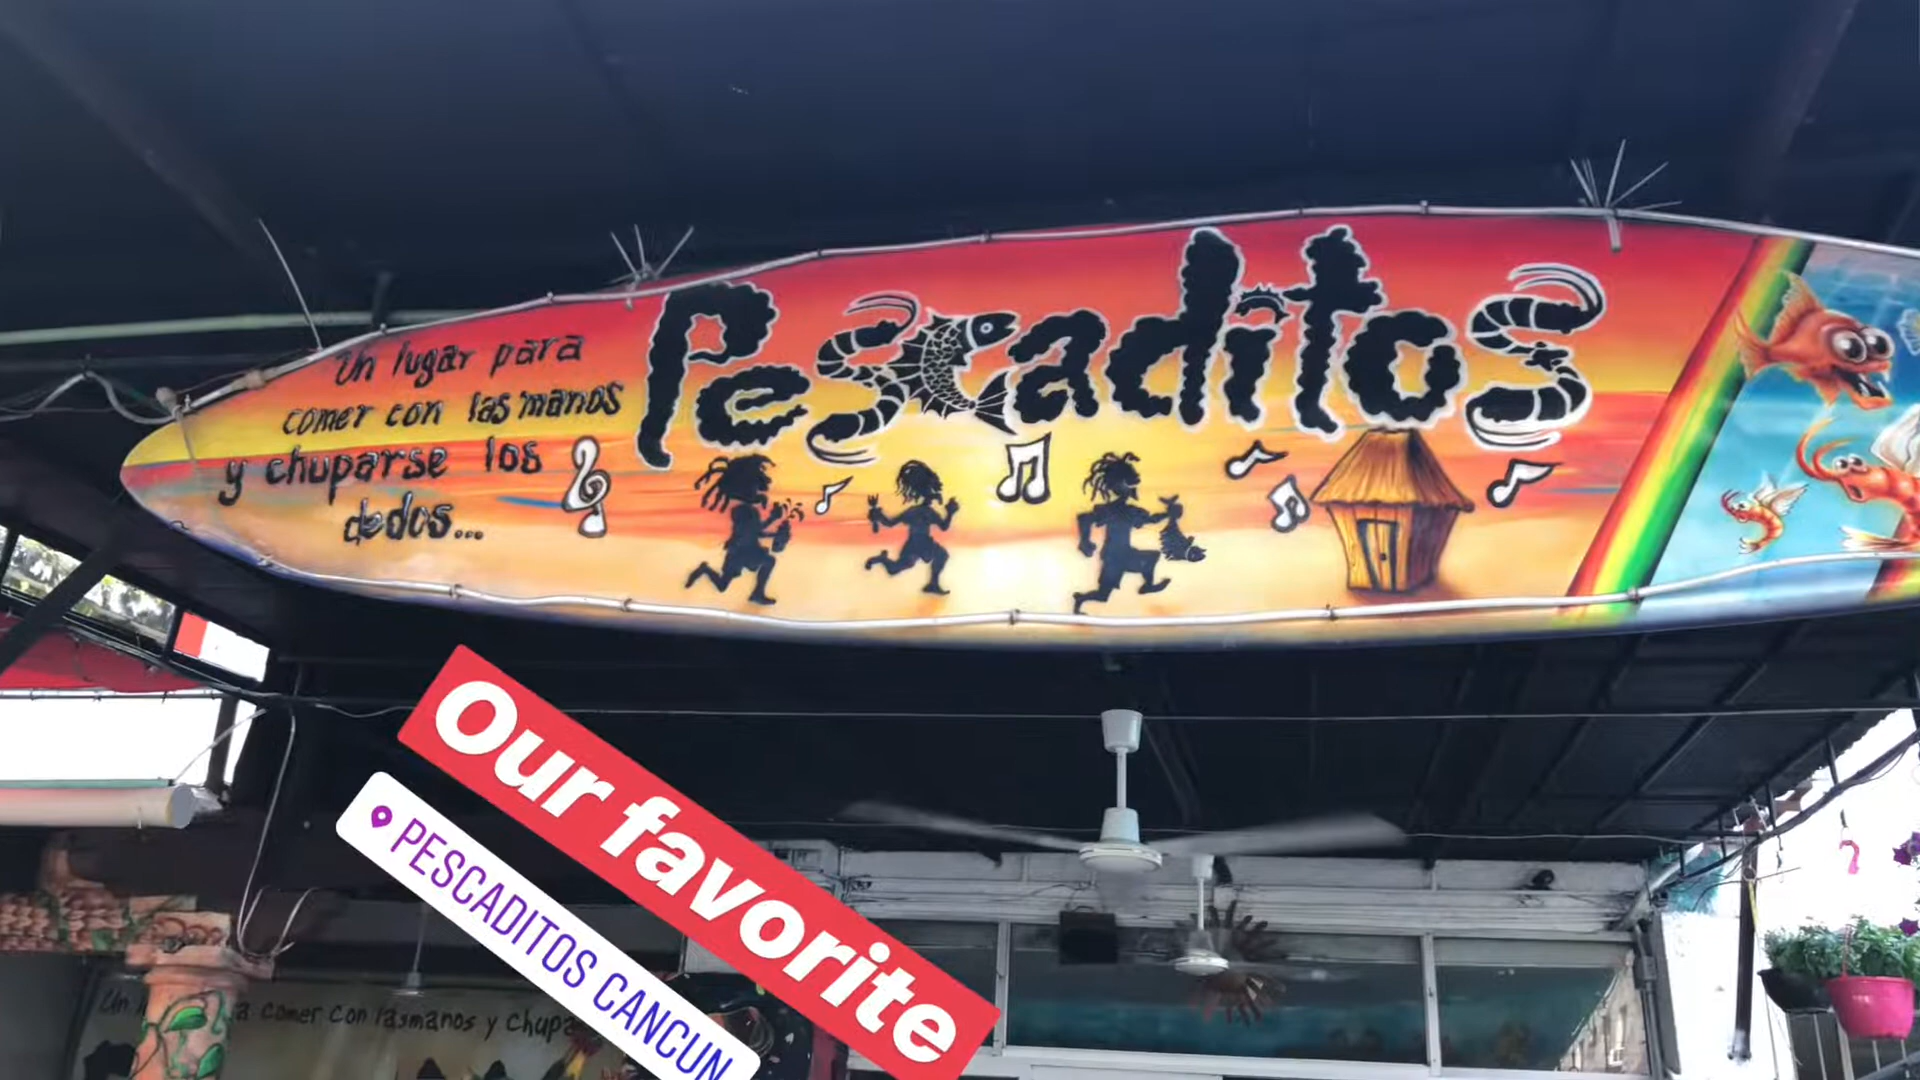 Un lugar para
comer con las manos
y chuparse los
dedos...
Pescaditos
Our favorite
PESCADITOS CANCUN
comer con las manos y chupa